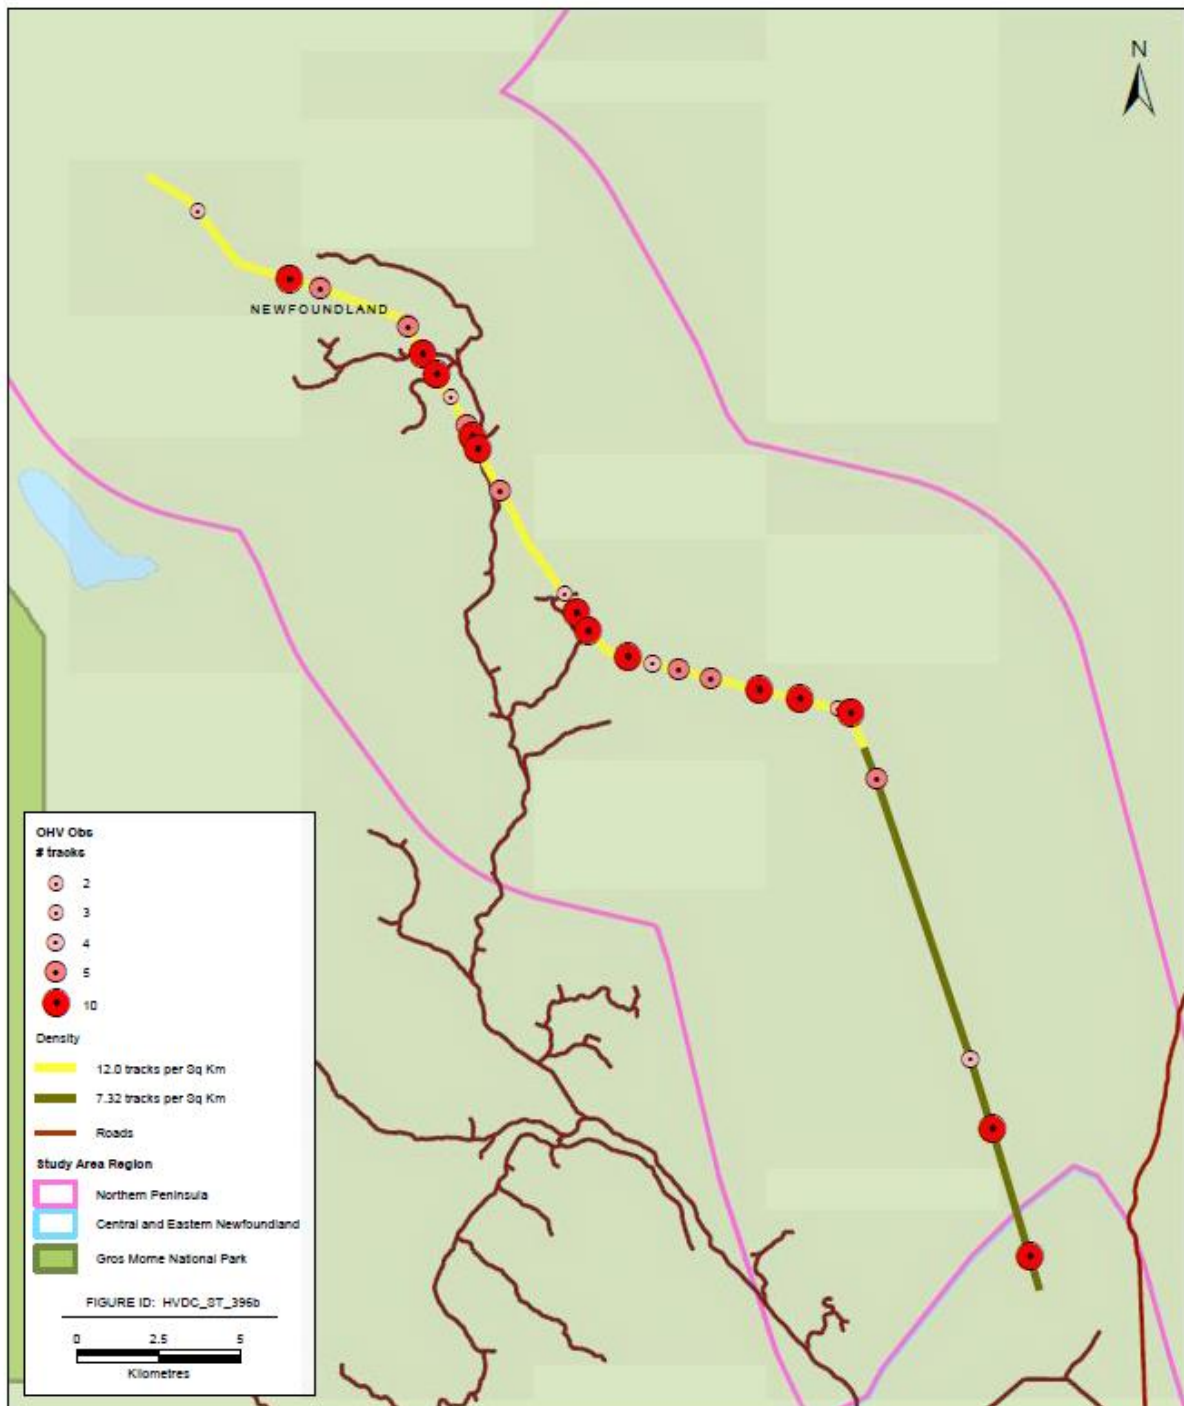 N
NEWFOUNDLAND
OHV Obs
# tracks
2
3
4
5
10
Density
12.0 tracks per Sq Km
7.32 tracks per Sq Km
Roads
Study Area Region
Northern Peninsula
Central and Eastern Newfoundland
Gros Morne National Park
FIGURE ID: HVDC_ST_396b
0 2.5 5
Kilometres